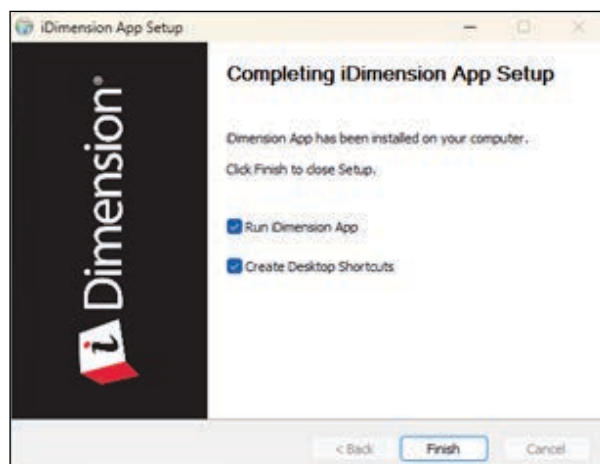 iDimension App Setup
iDimension®
Completing iDimension App Setup
iDimension App has been installed on your computer.
Click Finish to close Setup.
Run iDimension App
Create Desktop Shortcuts
< Back
Finish
Cancel